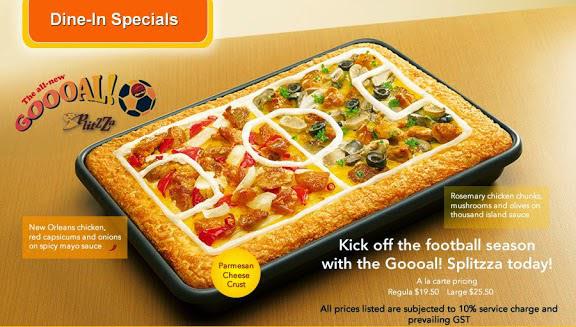 Dine-In Specials
The all-new
GOOOAL!
SPlitZZa
Rosemary chicken chunks,
mushrooms and olives on
thousand island sauce
New Orleans chicken,
red capsicums and onions
on spicy mayo sauce
Parmesan
Cheese
Crust
Kick off the football season
with the Goooal! Splitzza today!
A la carte pricing
Regula $19.50 Large $25.50
All prices listed are subjected to 10% service charge and
prevailing GST